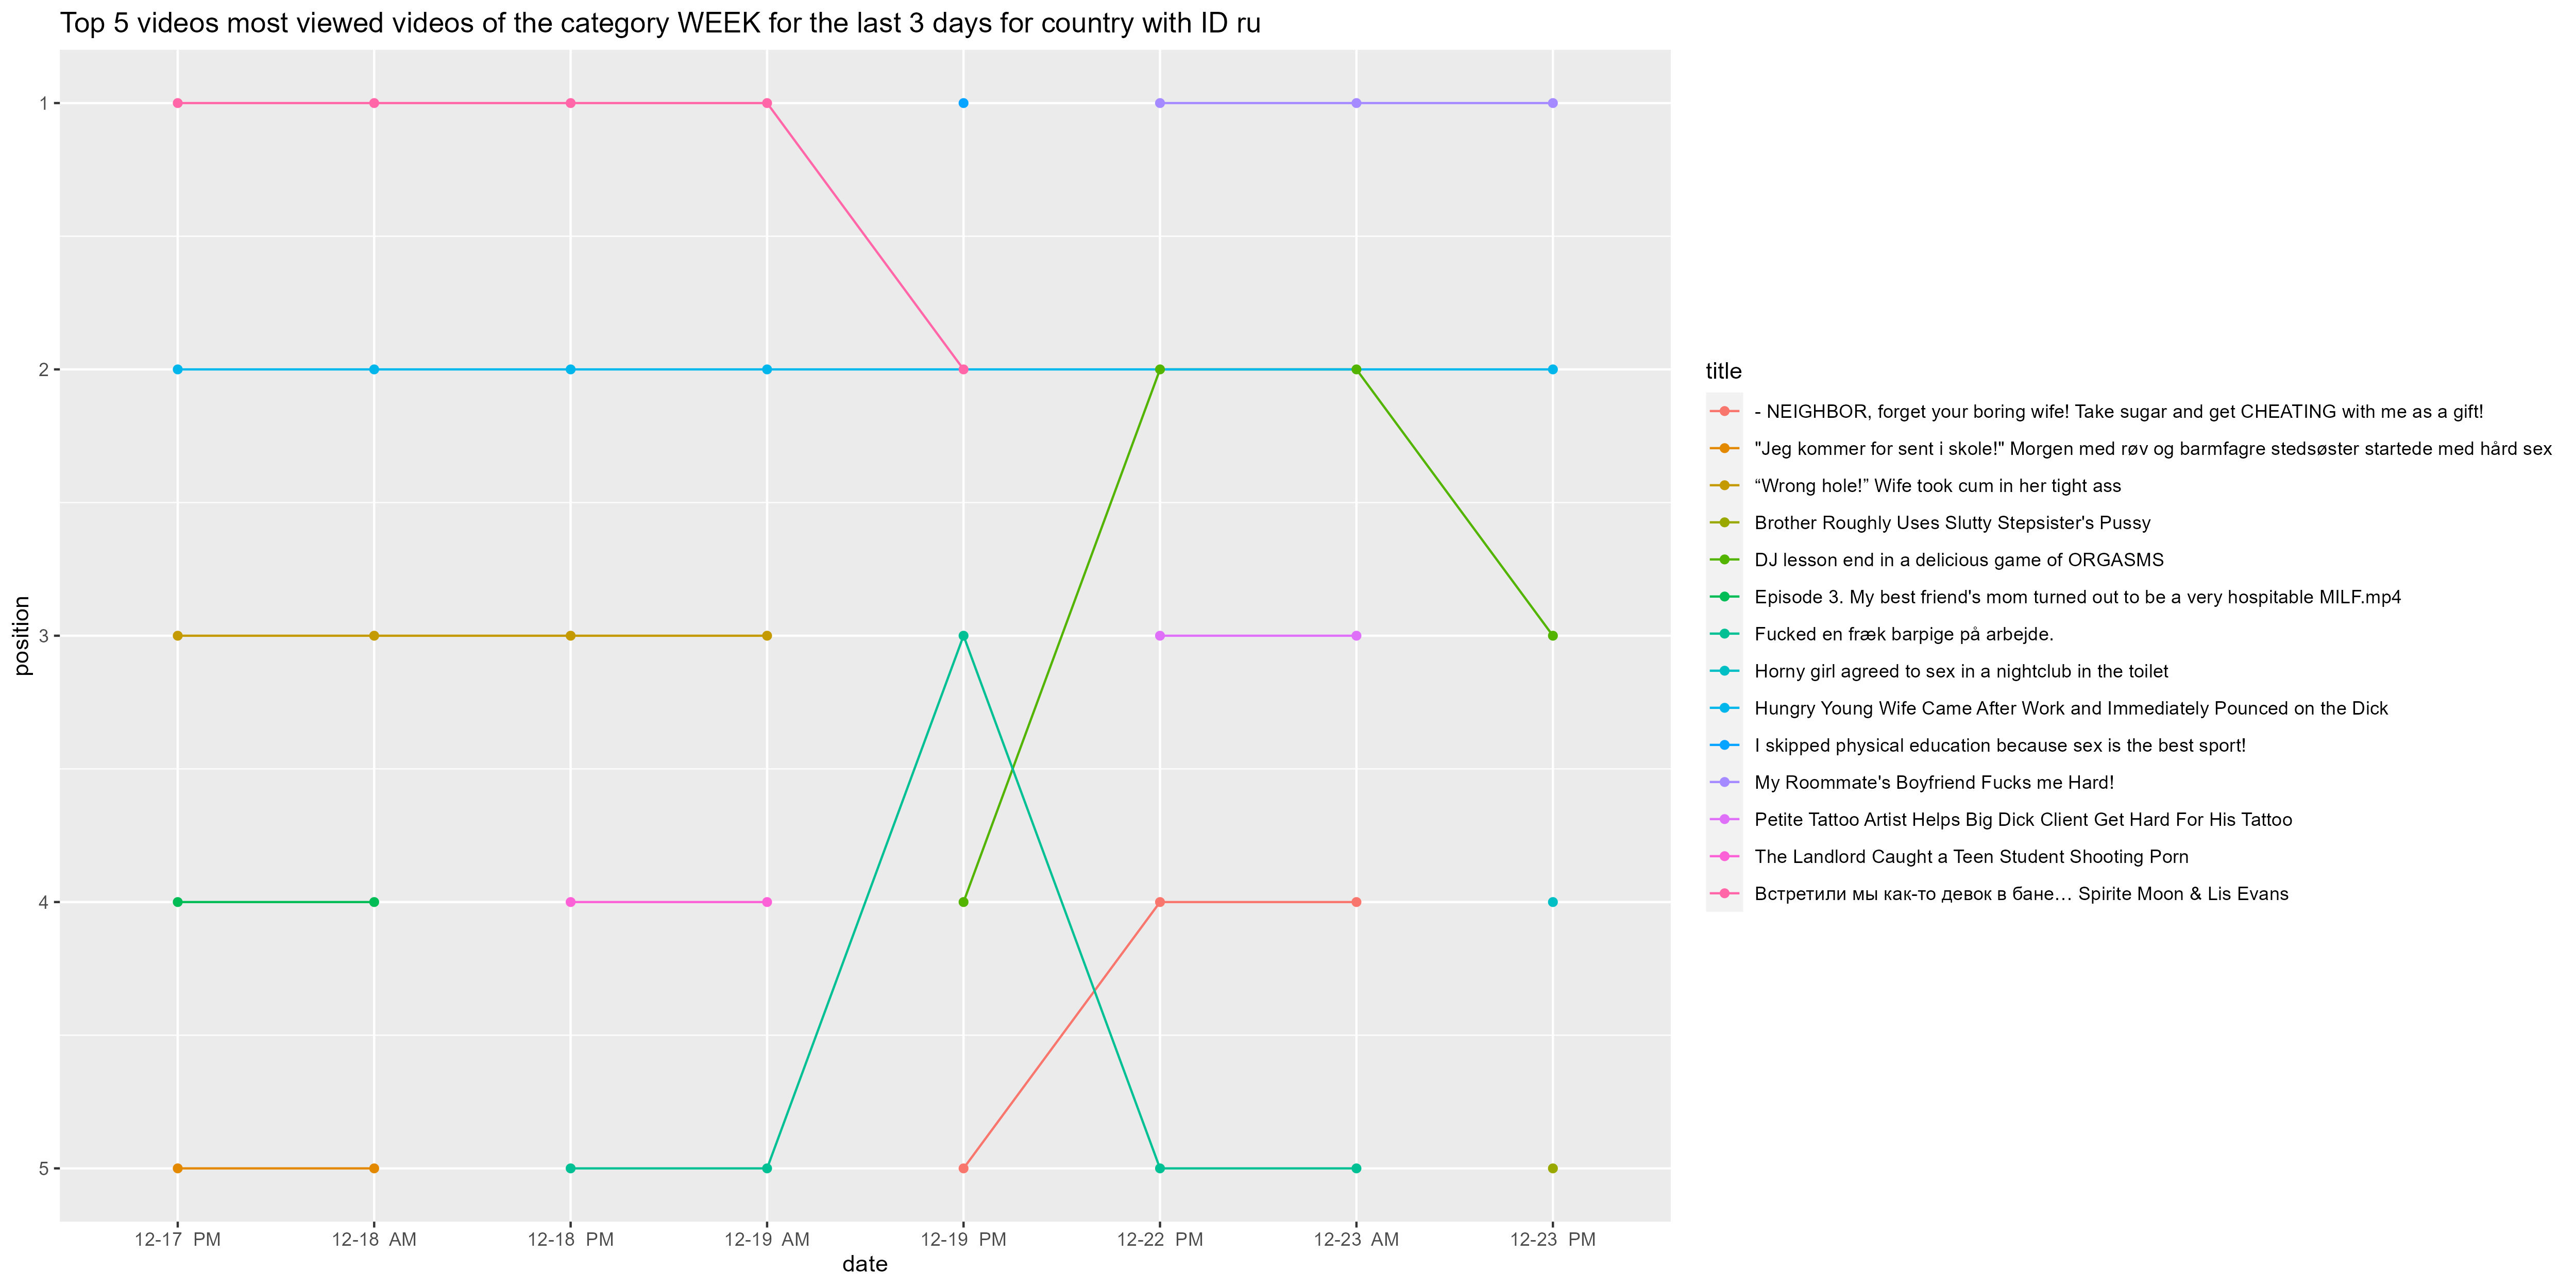 Top 5 videos most viewed videos of the category WEEK for the last 3 days for country with ID ru
position
1
2
3
4
5
12-17 PM
12-18 AM
12-18 PM
12-19 AM
12-19 PM
12-22 PM
12-23 AM
12-23 PM
date
title
- NEIGHBOR, forget your boring wife! Take sugar and get CHEATING with me as a gift!
"Jeg kommer for sent i skole!" Morgen med røv og barmfagre stedsøster startede med hård sex
“Wrong hole!” Wife took cum in her tight ass
Brother Roughly Uses Slutty Stepsister's Pussy
DJ lesson end in a delicious game of ORGASMS
Episode 3. My best friend's mom turned out to be a very hospitable MILF.mp4
Fucked en fræk barpige på arbejde.
Horny girl agreed to sex in a nightclub in the toilet
Hungry Young Wife Came After Work and Immediately Pounced on the Dick
I skipped physical education because sex is the best sport!
My Roommate's Boyfriend Fucks me Hard!
Petite Tattoo Artist Helps Big Dick Client Get Hard For His Tattoo
The Landlord Caught a Teen Student Shooting Porn
Встретили мы как-то девок в бане… Spirite Moon & Lis Evans